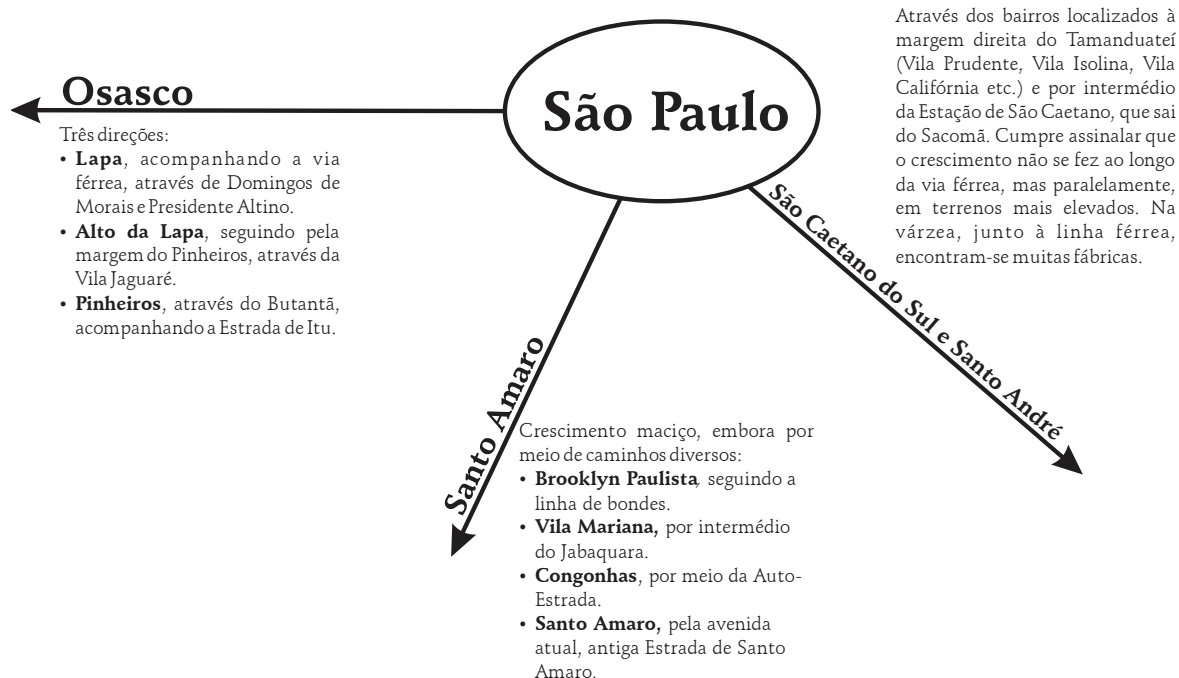 São Paulo
Osasco
Três direções:
• Lapa, acompanhando a via
férrea, através de Domingos de
Morais e Presidente Altino.
• Alto da Lapa, seguindo pela
margem do Pinheiros, através da
Vila Jaguaré.
• Pinheiros, através do Butantã,
acompanhando a Estrada de Itu.
Santo Amaro
Crescimento maciço, embora por
meio de caminhos diversos:
• Brooklyn Paulista, seguindo a
linha de bondes.
• Vila Mariana, por intermédio
do Jabaquara.
• Congonhas, por meio da Auto-
Estrada.
• Santo Amaro, pela avenida
atual, antiga Estrada de Santo
Amaro.
São Caetano do Sul e Santo André
Através dos bairros localizados à
margem direita do Tamanduateí
(Vila Prudente, Vila Isolina, Vila
Califórnia etc.) e por intermédio
da Estação de São Caetano, que sai
do Sacomã. Cumpre assinalar que
o crescimento não se fez ao longo
da via férrea, mas paralelamente,
em terrenos mais elevados. Na
várzea, junto à linha férrea,
encontram-se muitas fábricas.